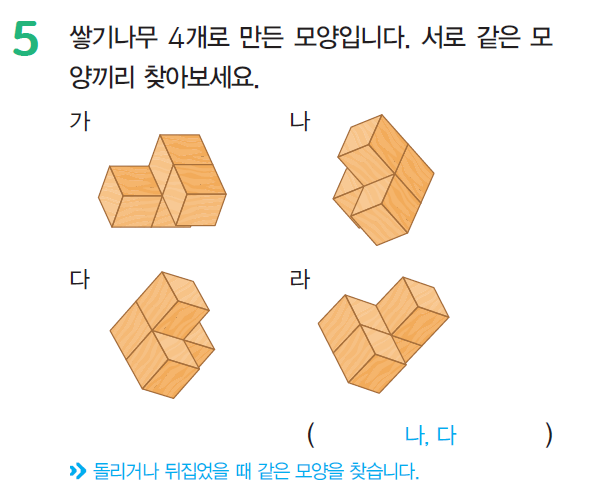 5 쌓기나무 4개로 만든 모양입니다. 서로 같은 모
양끼리 찾아보세요.
가 나
다 라
( 나, 다 )
» 돌리거나 뒤집었을 때 같은 모양을 찾습니다.